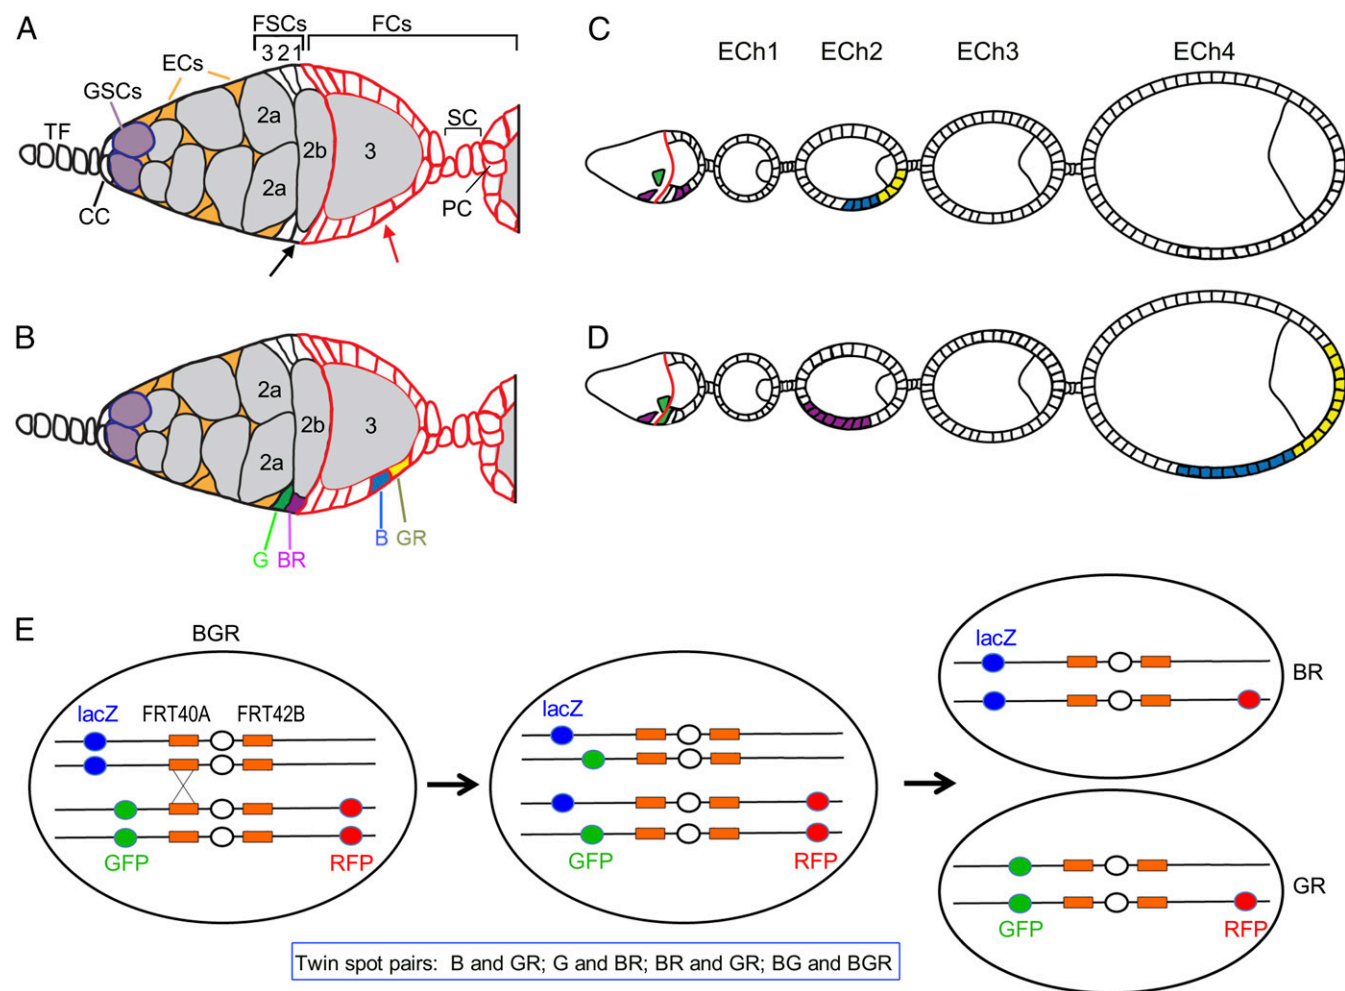 A
FSCs
FCs
3 2 1
ECs
GSCs
TF
2a
2a
2b
3
SC
PC
CC
B
2a
2a
2b
3
G
BR
B
GR
C
ECh1
ECh2
ECh3
ECh4
D
E
BGR
lacZ
FRT40A
FRT42B
GFP
RFP
lacZ
GFP
RFP
lacZ
BR
GR
GFP
RFP
Twin spot pairs: B and GR; G and BR; BR and GR; BG and BGR